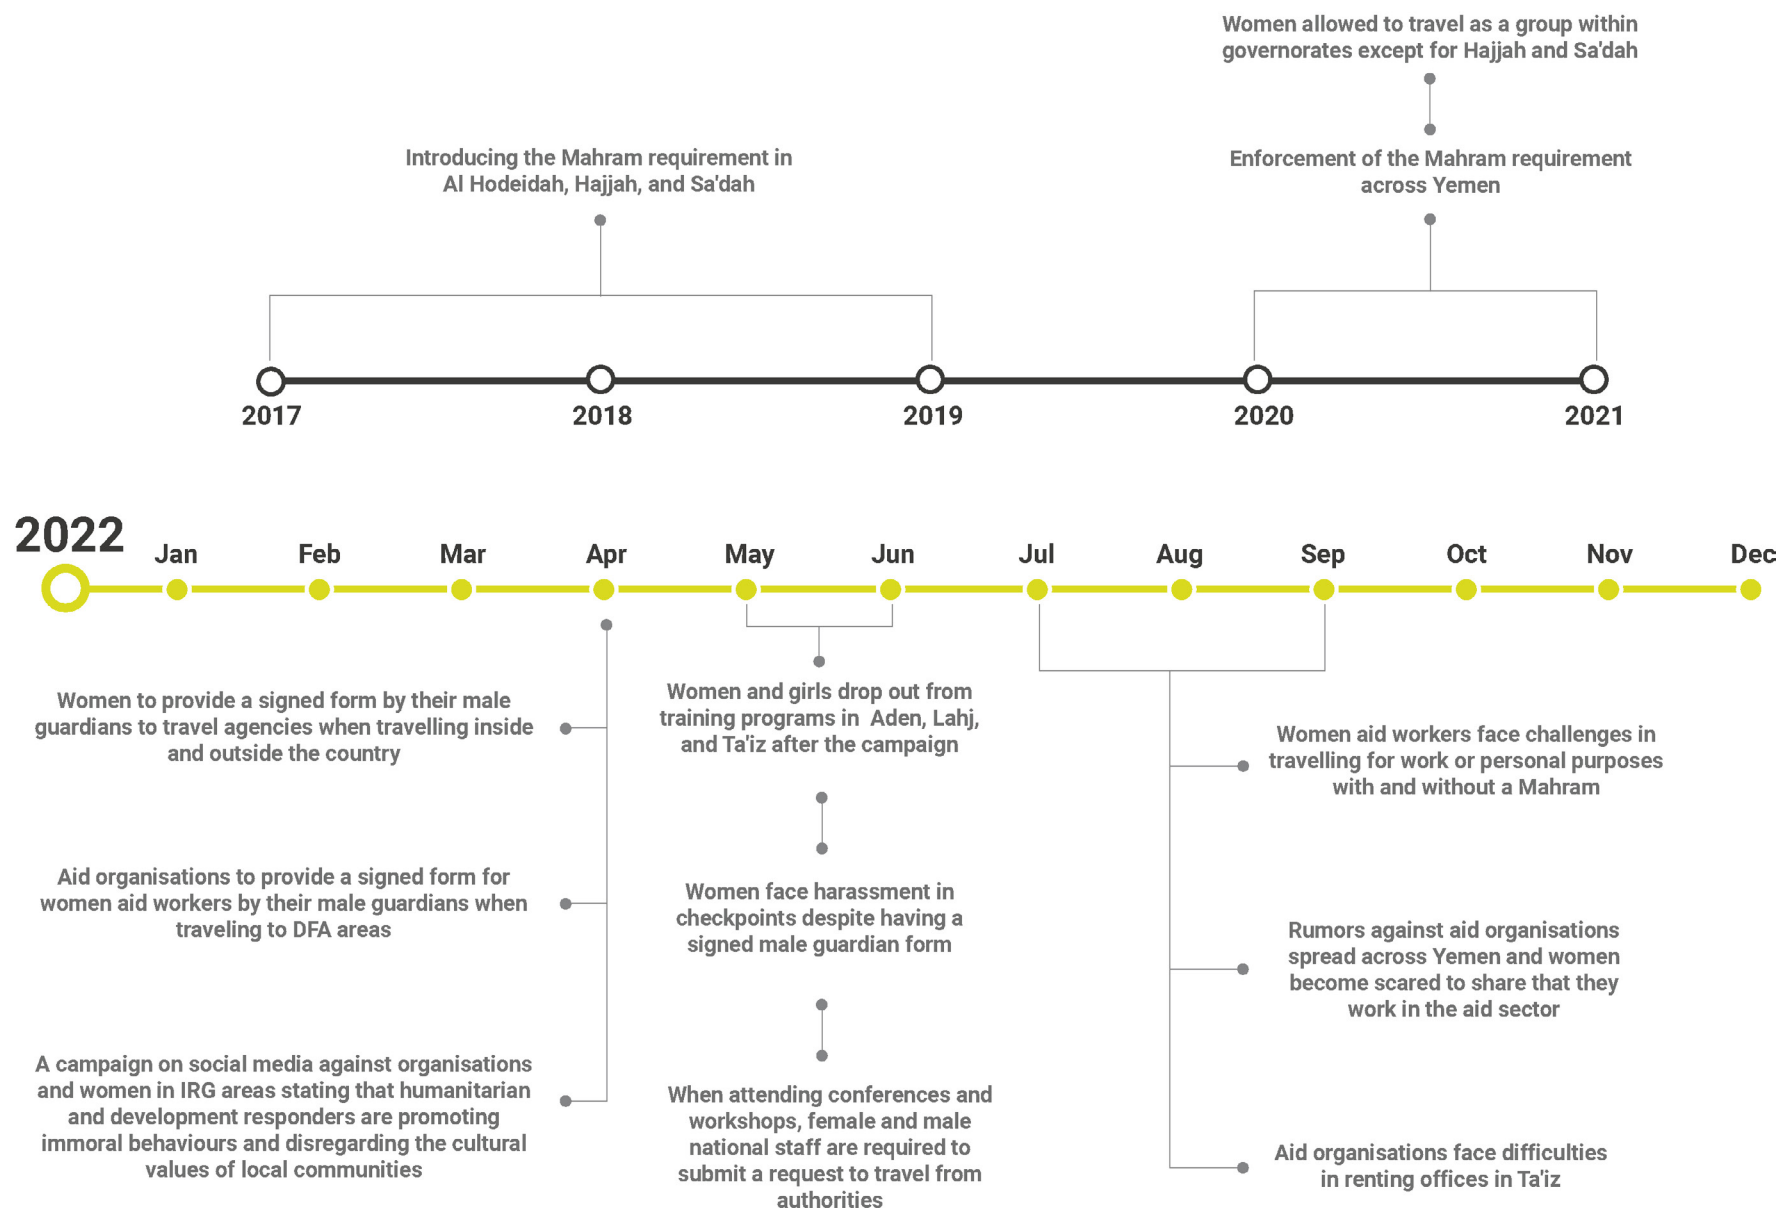 Women allowed to travel as a group within
governorates except for Hajjah and Sa'dah
Introducing the Mahram requirement in
Al Hodeidah, Hajjah, and Sa'dah
Enforcement of the Mahram requirement
across Yemen
2017
2018
2019
2020
2021
2022
Jan
Feb
Mar
Apr
May
Jun
Jul
Aug
Sep
Oct
Nov
Dec
Women to provide a signed form by their male
guardians to travel agencies when travelling inside
and outside the country
Aid organisations to provide a signed form for
women aid workers by their male guardians when
traveling to DFA areas
A campaign on social media against organisations
and women in IRG areas stating that humanitarian
and development responders are promoting
immoral behaviours and disregarding the cultural
values of local communities
Women and girls drop out from
training programs in Aden, Lahj,
and Ta'iz after the campaign
Women face harassment in
checkpoints despite having a
signed male guardian form
When attending conferences and
workshops, female and male
national staff are required to
submit a request to travel from
authorities
Women aid workers face challenges in
travelling for work or personal purposes
with and without a Mahram
Rumors against aid organisations
spread across Yemen and women
become scared to share that they
work in the aid sector
Aid organisations face difficulties
in renting offices in Ta'iz